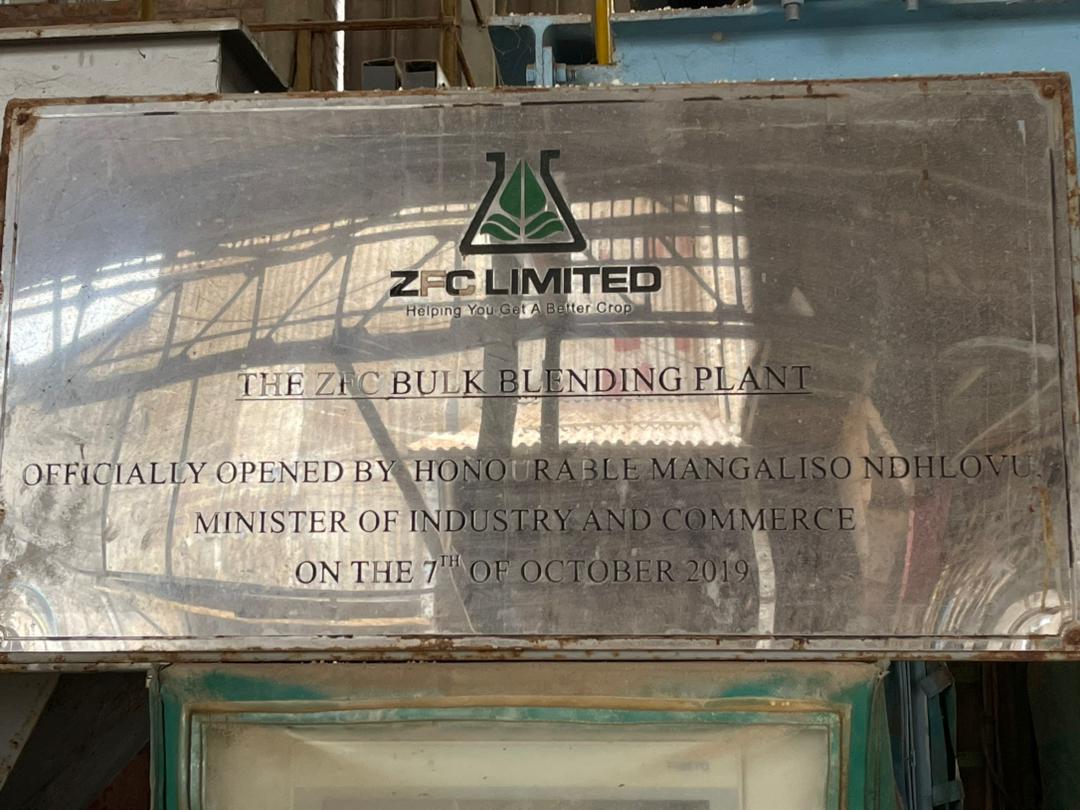 ZFC LIMITED
Helping You Get A Better Crop
THE ZFC BULK BLENDING PLANT
OFFICIALLY OPENED BY HONOURABLE MANGALISO NDHLOVU
MINISTER OF INDUSTRY AND COMMERCE
ON THE 7TH OF OCTOBER 2019